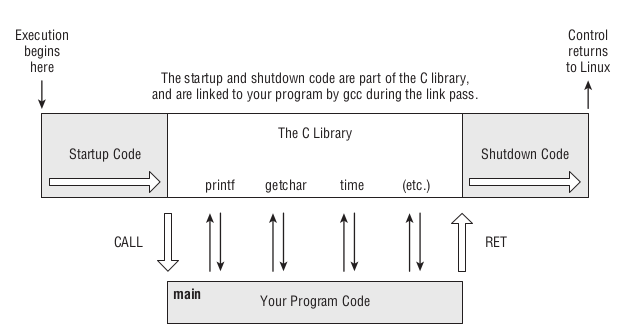 Execution
begins
here
Control
returns
to Linux
The startup and shutdown code are part of the C library,
and are linked to your program by gcc during the link pass.
The C Library
Startup Code
Shutdown Code
printf getchar time (etc.)
CALL
RET
main
Your Program Code